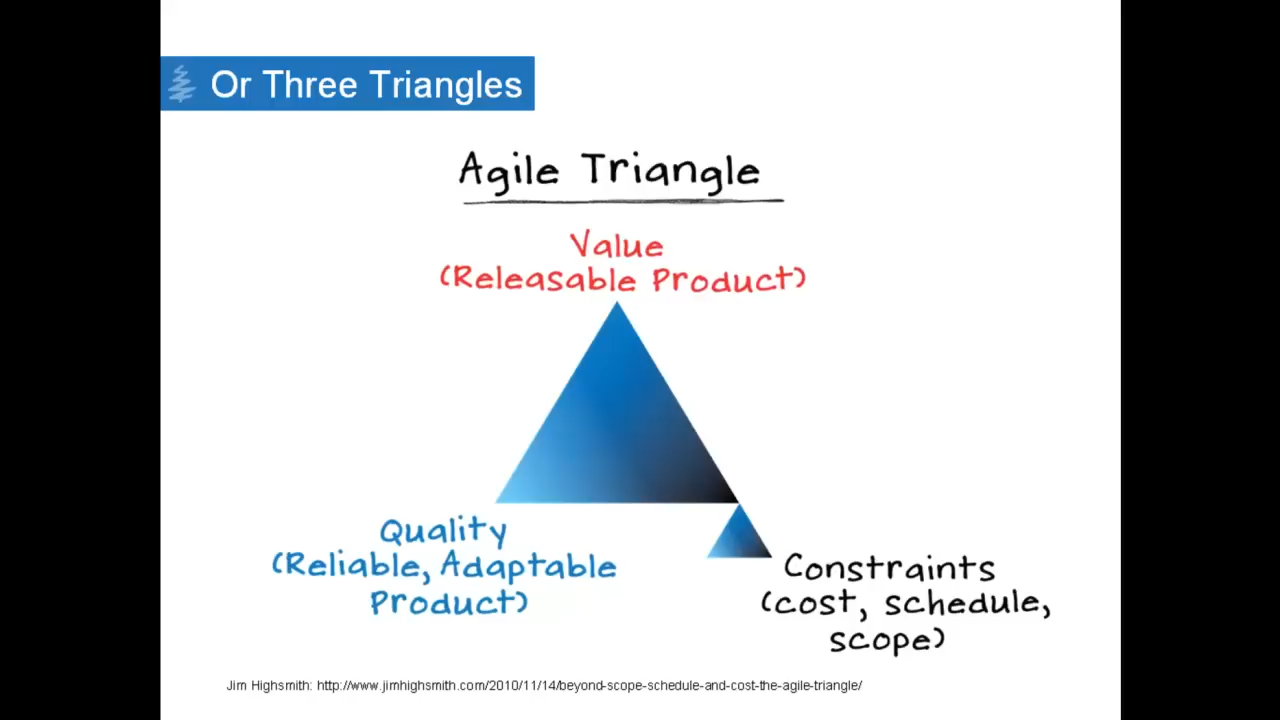 Or Three Triangles
Agile Triangle
Value
(Releasable Product)
Quality
(Reliable, Adaptable
Product)
Constraints
(cost, schedule,
scope)
Jim Highsmith: http://www.jimhighsmith.com/2010/11/14/beyond-scope-schedule-and-cost-the-agile-triangle/